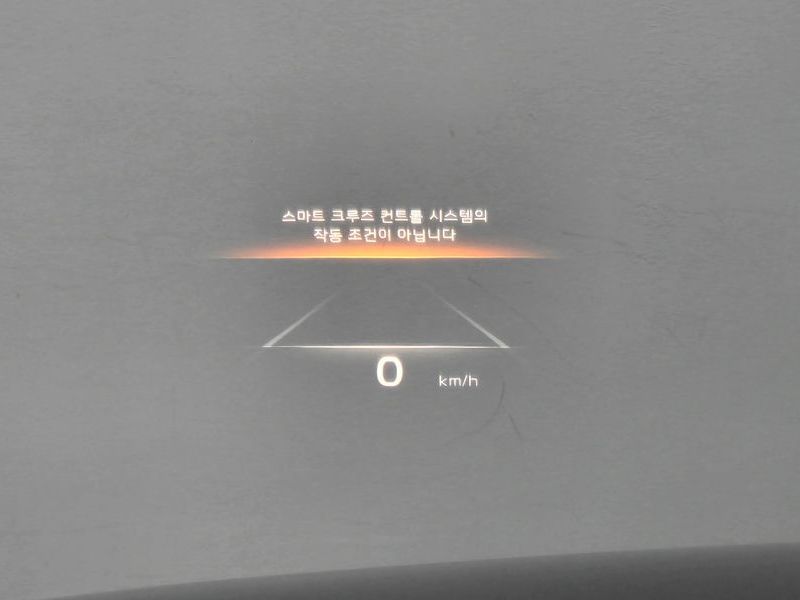 스마트 크루즈 컨트롤 시스템의
작동 조건이 아닙니다
0 km/h